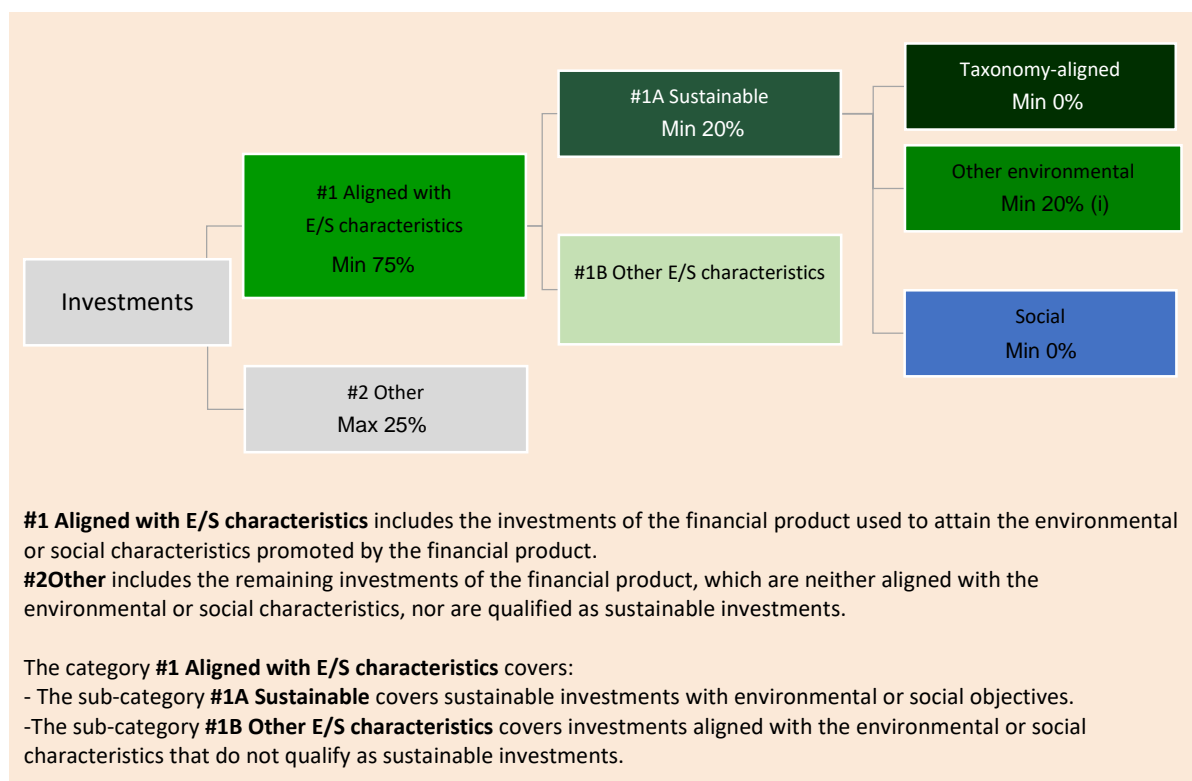 Investments
#1 Aligned with
E/S characteristics
Min 75%
#2 Other
Max 25%
#1A Sustainable
Min 20%
#1B Other E/S characteristics
Taxonomy-aligned
Min 0%
Other environmental
Min 20% (i)
Social
Min 0%
#1 Aligned with E/S characteristics includes the investments of the financial product used to attain the environmental
or social characteristics promoted by the financial product.
#2Other includes the remaining investments of the financial product, which are neither aligned with the
environmental or social characteristics, nor are qualified as sustainable investments.
The category #1 Aligned with E/S characteristics covers:
- The sub-category #1A Sustainable covers sustainable investments with environmental or social objectives.
-The sub-category #1B Other E/S characteristics covers investments aligned with the environmental or social
characteristics that do not qualify as sustainable investments.